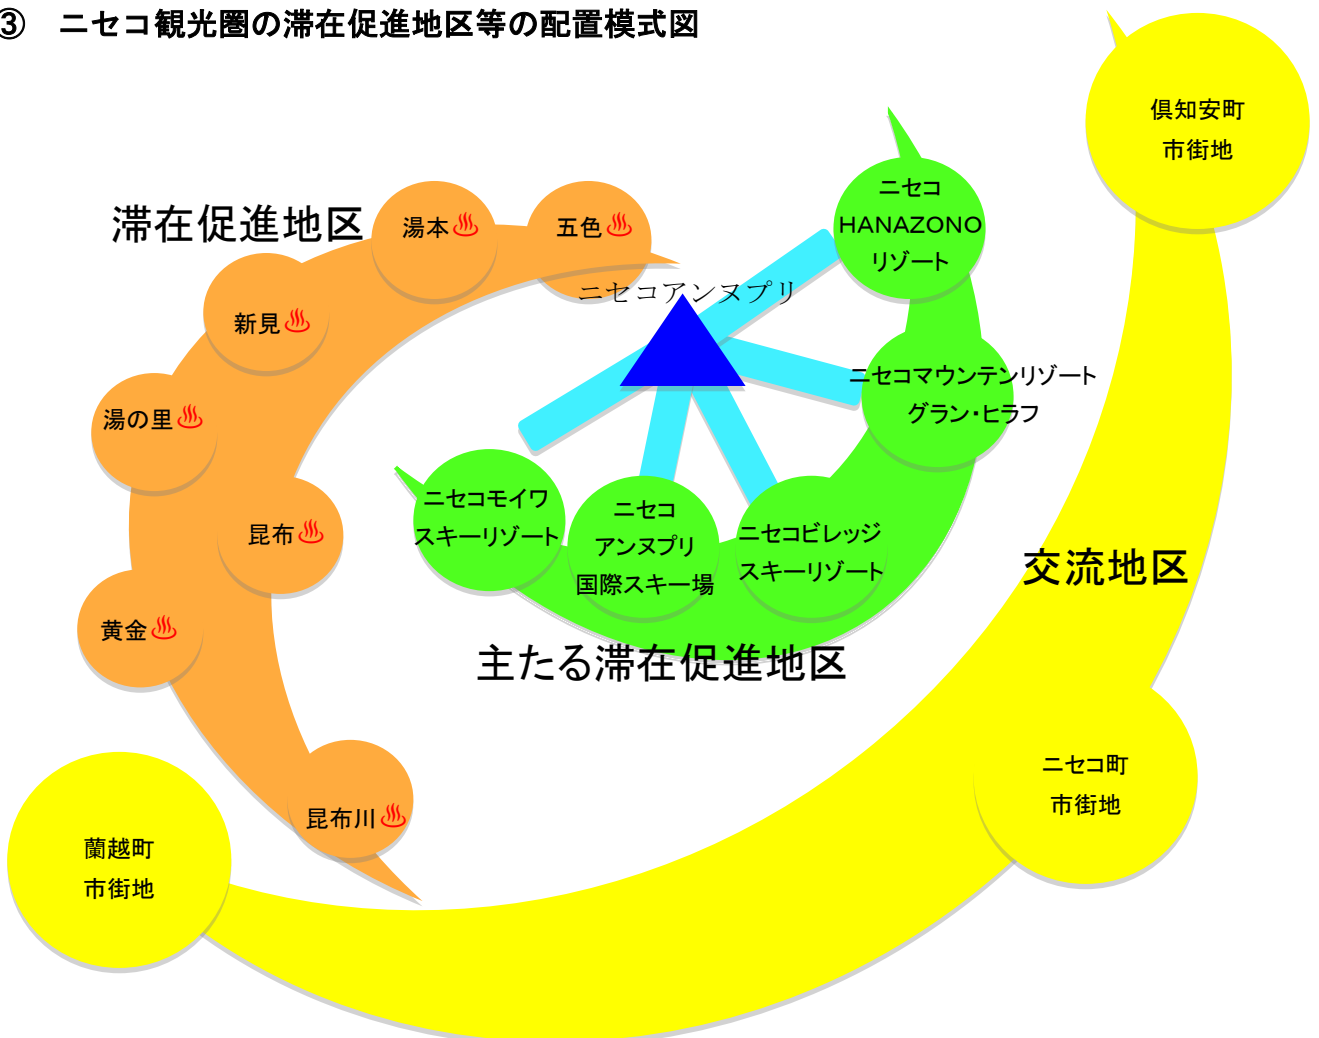 ③　ニセコ観光圏の滞在促進地区等の配置模式図
倶知安町
市街地
滞在促進地区
湯本♨
五色♨
ニセコ
HANAZONO
リゾート
ニセコアンヌプリ
新見♨
ニセコマウンテンリゾート
グラン・ヒラフ
湯の里♨
ニセコモイワ
スキーリゾート
ニセコ
アンヌプリ
国際スキー場
ニセコビレッジ
スキーリゾート
昆布♨
交流地区
黄金♨
主たる滞在促進地区
ニセコ町
市街地
昆布川♨
蘭越町
市街地